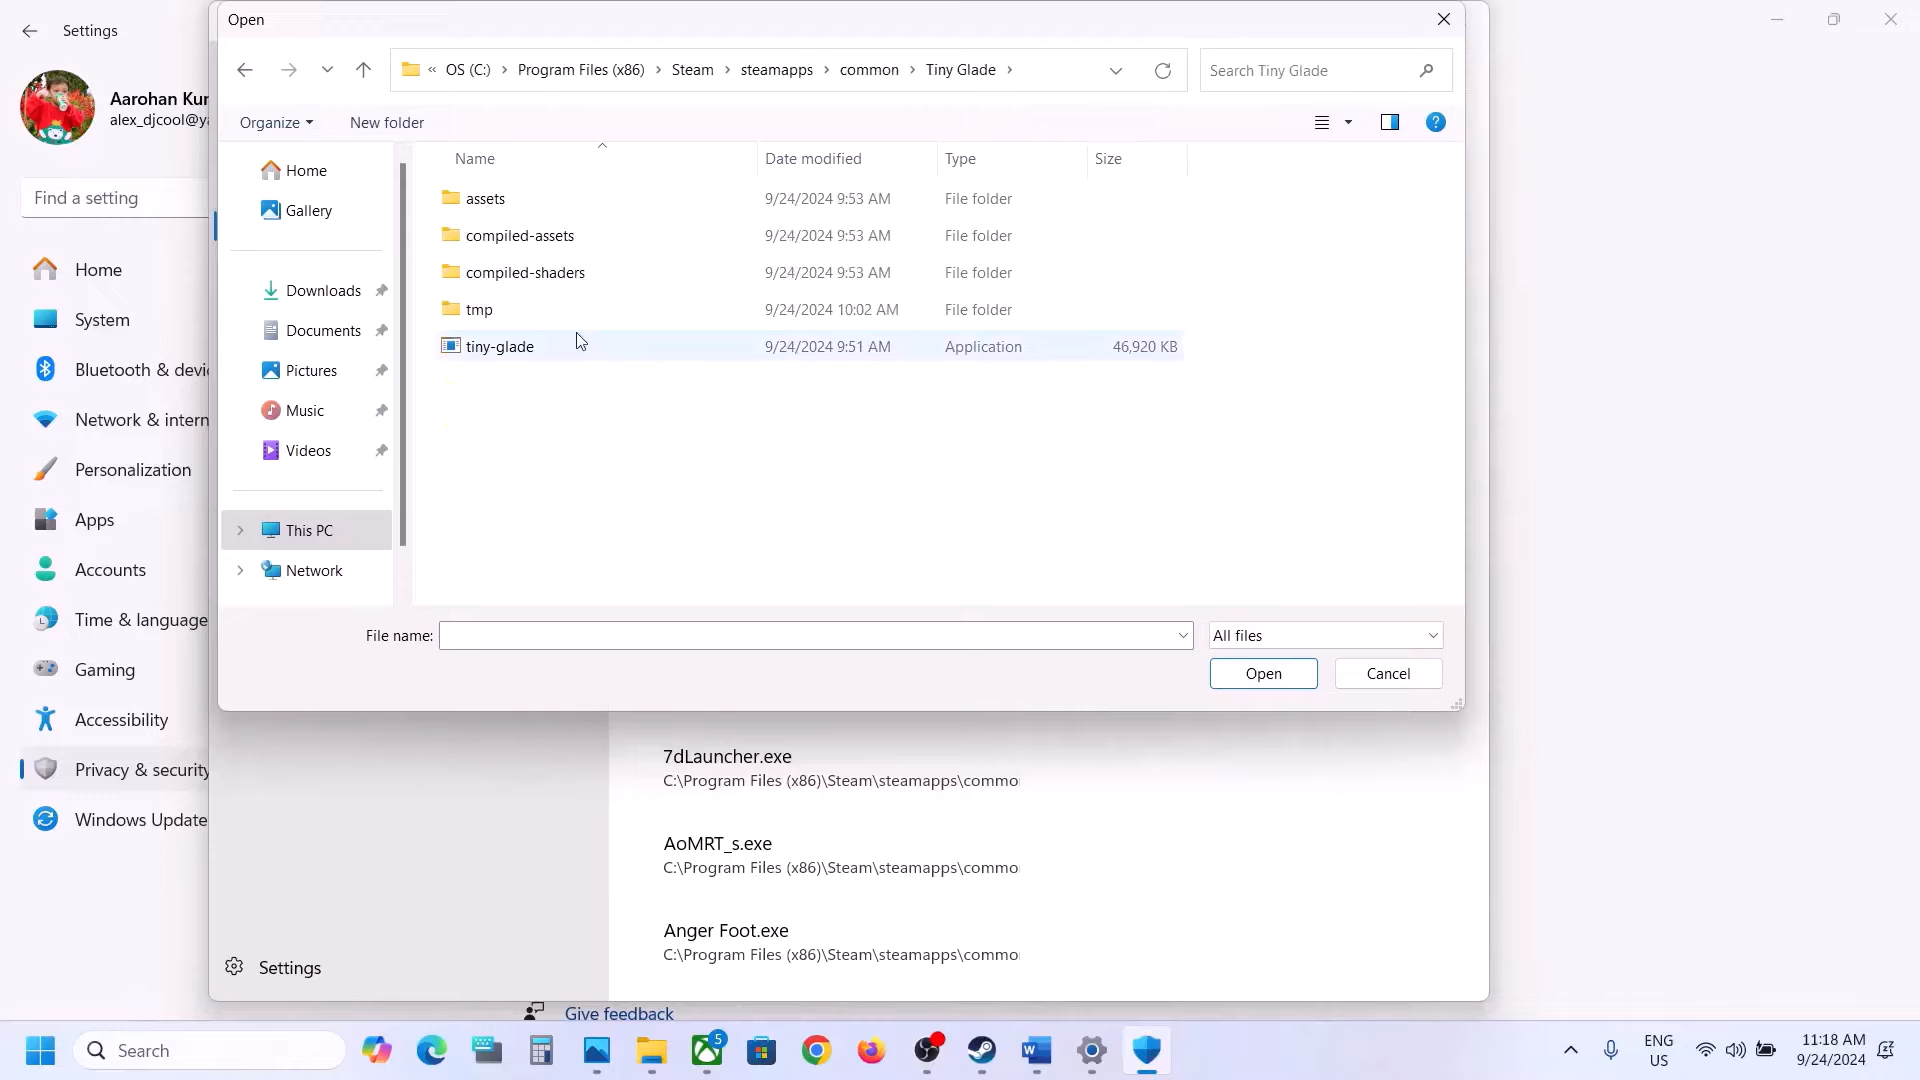 Settings
Aarohan Kur
alex_djcool@ya
Find a setting
Home
System
Bluetooth & devi
Network & intern
Personalization
Apps
Accounts
Time & language
Gaming
Accessibility
Privacy & security
Windows Update
Open
« OS (C:) › Program Files (x86) › Steam › steamapps › common › Tiny Glade ›
Search Tiny Glade
Organize
New folder
Home
Gallery
Downloads
Documents
Pictures
Music
Videos
This PC
Network
Name Date modified Type Size
assets 9/24/2024 9:53 AM File folder
compiled-assets 9/24/2024 9:53 AM File folder
compiled-shaders 9/24/2024 9:53 AM File folder
tmp 9/24/2024 10:02 AM File folder
tiny-glade 9/24/2024 9:51 AM Application 46,920 KB
File name:
All files
Open
Cancel
7dLauncher.exe
C:\Program Files (x86)\Steam\steamapps\commo
AoMRT_s.exe
C:\Program Files (x86)\Steam\steamapps\commo
Anger Foot.exe
C:\Program Files (x86)\Steam\steamapps\commo
Settings
Give feedback
Search
5
ENG
US
11:18 AM
9/24/2024